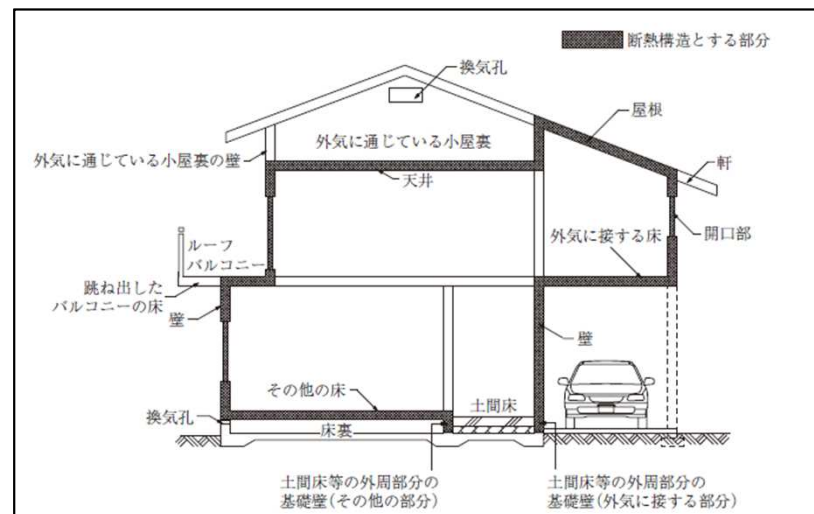 断熱構造とする部分
換気孔
屋根
外気に通じている小屋裏
外気に通じている小屋裏の壁
天井
軒
ルーフ
バルコニー
外気に接する床
開口部
跳ね出した
バルコニーの床
壁
壁
その他の床
土間床
換気孔
床裏
土間床等の外周部分の
基礎壁(その他の部分)
土間床等の外周部分の
基礎壁(外気に接する部分)